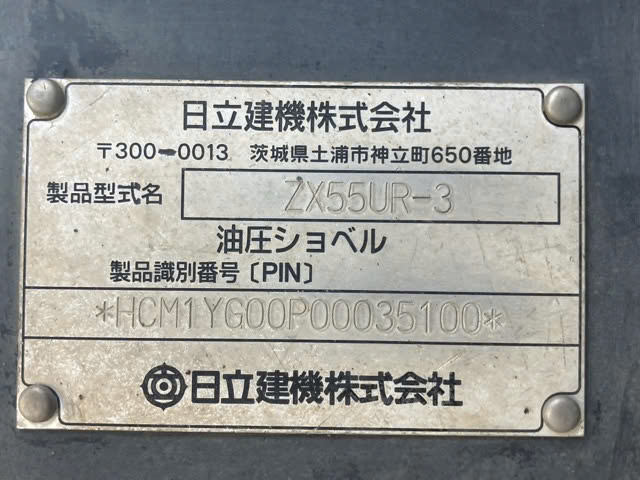 日立建機株式会社
〒300-0013 茨城県土浦市神立町650番地
製品型式名 ZX55UR-3
油圧ショベル
製品識別番号〔PIN〕
*HCM1YG00P00035100*
日立建機株式会社